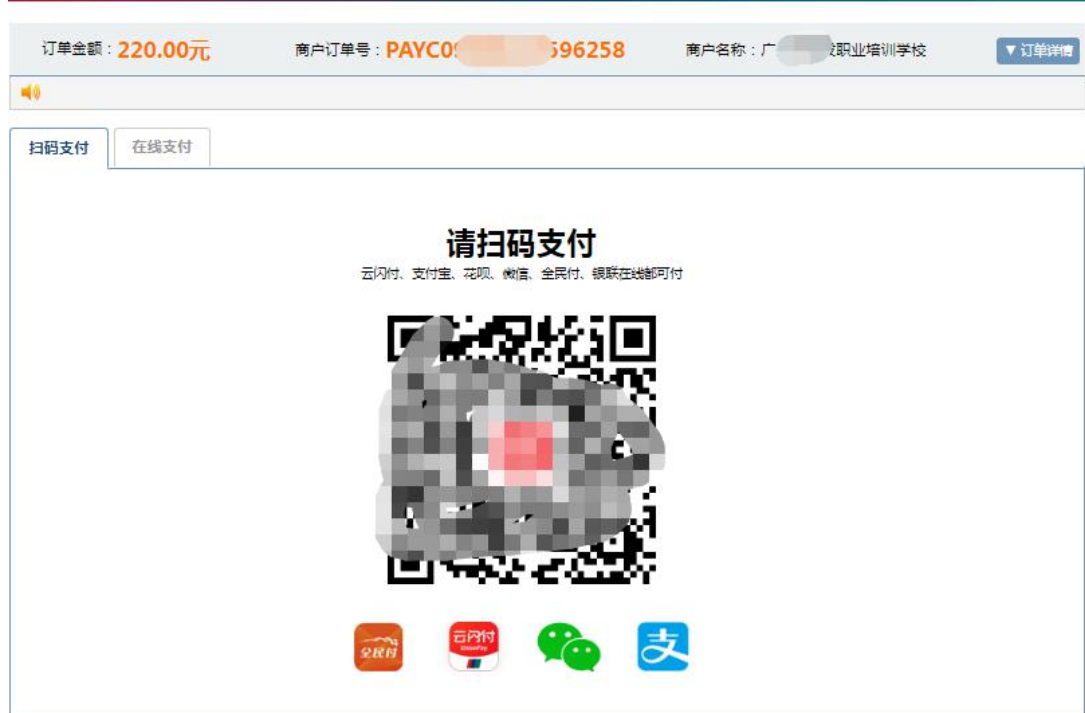 订单金额：220.00元 商户订单号：PAYC0 596258 商户名称：广 职业培训学校 ▼订单详情
扫码支付 在线支付
请扫码支付
云闪付、支付宝、花呗、微信、全民付、银联在线都可付
全民付 云闪付 支
UnionPay